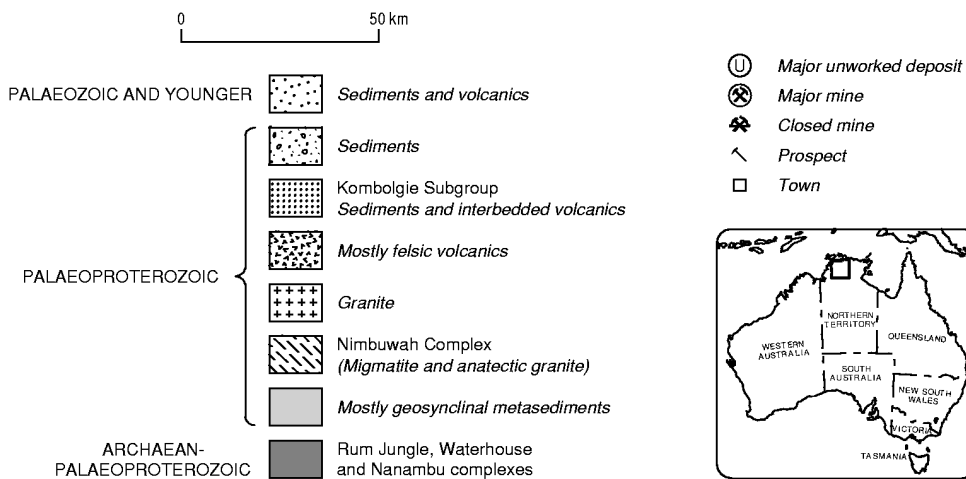 0
50 km
PALAEOZOIC AND YOUNGER
Sediments and volcanics
Sediments
Kombolgie Subgroup
Sediments and interbedded volcanics
Mostly felsic volcanics
PALAEOPROTEROZOIC
Granite
Nimbuwah Complex
(Migmatite and anatectic granite)
Mostly geosynclinal metasediments
ARCHAEAN-
PALAEOPROTEROZOIC
Rum Jungle, Waterhouse
and Nanambu complexes
U
Major unworked deposit
Major mine
Closed mine
Prospect
Town
NORTHERN
TERRITORY
WESTERN
AUSTRALIA
QUEENSLAND
SOUTH
AUSTRALIA
NEW SOUTH
WALES
VICTORIA
TASMANIA